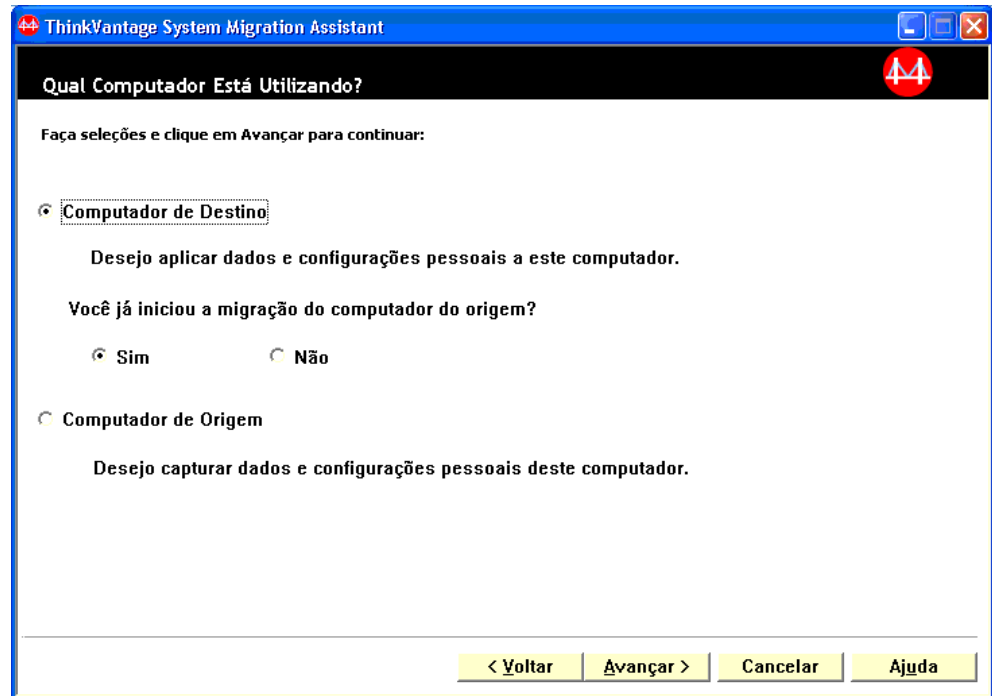 ThinkVantage System Migration Assistant
Qual Computador Está Utilizando?
Faça seleções e clique em Avançar para continuar:
Computador de Destino
Desejo aplicar dados e configurações pessoais a este computador.
Você já iniciou a migração do computador do origem?
Sim Não
Computador de Origem
Desejo capturar dados e configurações pessoais deste computador.
< Voltar Avançar > Cancelar Ajuda